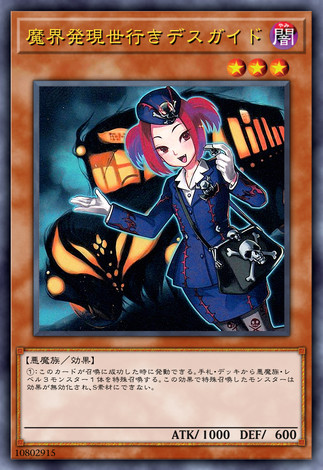 魔界発現世行きデスガイド
闇
やみ
【悪魔族／効果】
①：このカードが召喚に成功した時に発動できる。手札・デッキから悪魔族・レ
ベル３モンスター１体を特殊召喚する。この効果で特殊召喚したモンスターは
効果が無効化され、S素材にできない。
ATK/ 1000 DEF/ 600
10802915